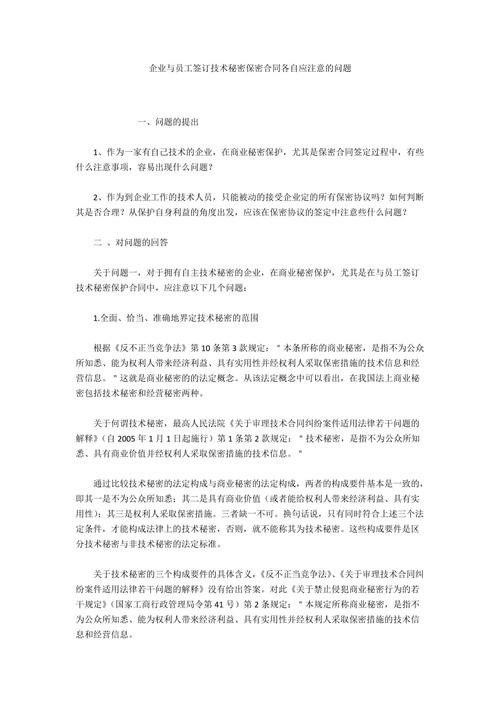 企业与员工签订技术秘密保密合同各自应注意的问题
一、问题的提出
1、作为一家有自己技术的企业，在商业秘密保护，尤其是保密合同签定过程中，有些
什么注意事项，容易出现什么问题？
2、作为到企业工作的技术人员，只能被动的接受企业定的所有保密协议吗？如何判断
其是否合理？从保护自身利益的角度出发，应该在保密协议的签定中注意些什么问题？
二 、对问题的回答
关于问题一，对于拥有自主技术秘密的企业，在商业秘密保护，尤其是在与员工签订
技术秘密保护合同中，应注意以下几个问题：
1.全面、恰当、准确地界定技术秘密的范围
根据《反不正当竞争法》第 10 条第 3 款规定：＂本条所称的商业秘密，是指不为公众
所知悉、能为权利人带来经济利益、具有实用性并经权利人采取保密措施的技术信息和经
营信息。＂这就是商业秘密的的法定概念。从该法定概念中可以看出，在我国法上商业秘
密包括技术秘密和经营秘密两种。
关于何谓技术秘密，最高人民法院《关于审理技术合同纠纷案件适用法律若干问题的
解释》（自 2005 年 1 月 1 日起施行）第 1 条第 2 款规定：＂技术秘密，是指不为公众所知
悉、具有商业价值并经权利人采取保密措施的技术信息。＂
通过比较技术秘密的法定构成与商业秘密的法定构成，两者的构成要件基本是一致的，
即其一是不为公众所知悉；其二是具有商业价值（或者能给权利人带来经济利益、具有实
用性）；其三是权利人采取保密措施。三者缺一不可。换句话说，只有同时符合上述三个法
定条件，才能构成法律上的技术秘密，否则，就不能称其为技术秘密。这些构成要件是区
分技术秘密与非技术秘密的法定标准。
关于技术秘密的三个构成要件的具体含义，《反不正当竞争法》、《关于审理技术合同纠
纷案件适用法律若干问题的解释》没有给出答案。对此《关于禁止侵犯商业秘密行为的若
干规定》（国家工商行政管理局令第 41 号）第 2 条规定：＂本规定所称商业秘密，是指不
为公众所知悉、能为权利人带来经济利益、具有实用性并经权利人采取保密措施的技术信
息和经营信息。